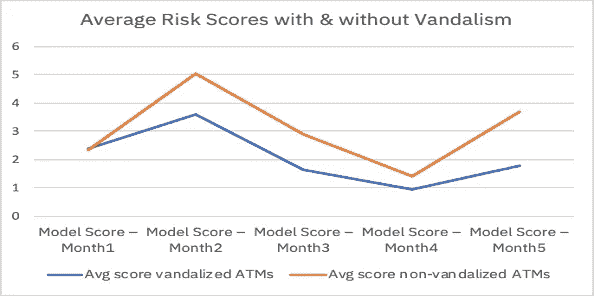 Average Risk Scores with & without Vandalism
6
5
4
3
2
1
0
Model Score – Model Score – Model Score – Model Score – Model Score –
Month1 Month2 Month3 Month4 Month5
Avg score vandalized ATMs Avg score non-vandalized ATMs